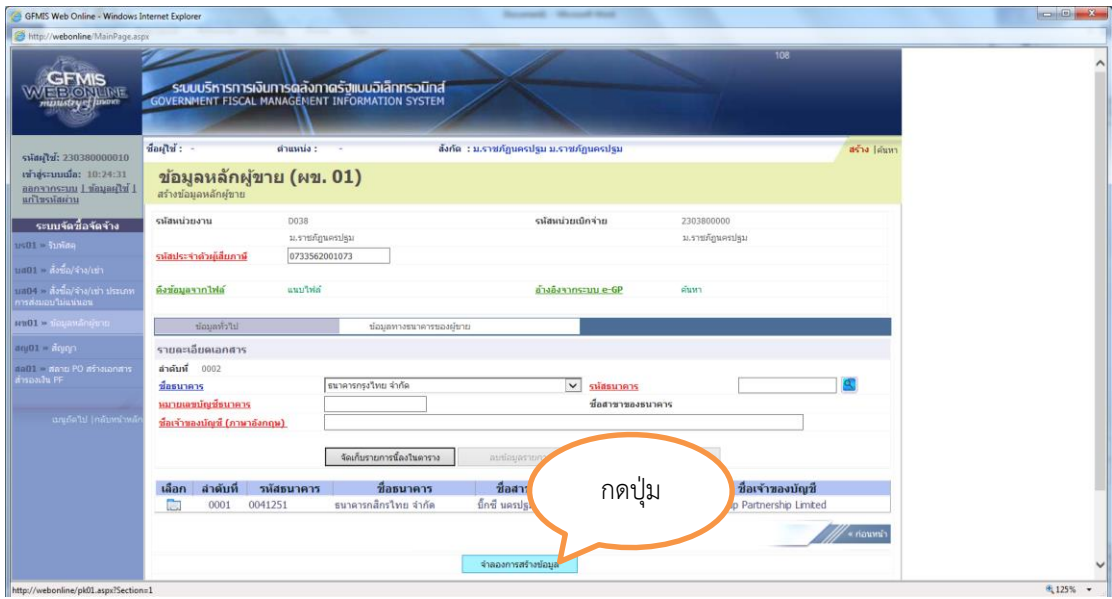 GFMIS Web Online - Windows Internet Explorer
http://webonline/MainPage.aspx
108
GFMIS
WEB ONLINE
ministry of finance
ระบบบริหารการเงินการคลังภาครัฐแบบอิเล็กทรอนิกส์
GOVERNMENT FISCAL MANAGEMENT INFORMATION SYSTEM
ชื่อผู้ใช้ : - ตำแหน่ง : - สังกัด : ม.ราชภัฏนครปฐม ม.ราชภัฏนครปฐม
สร้าง |ค้นหา
รหัสผู้ใช้: 230380000010
เข้าสู่ระบบเมื่อ: 10:24:31
ออกจากระบบ | ข้อมูลผู้ใช้ |
แก้ไขรหัสผ่าน
ระบบจัดซื้อจัดจ้าง
บร01 » รับพัสดุ
บส01 » สั่งซื้อ/จ้าง/เช่า
บส04 » สั่งซื้อ/จ้าง/เช่า ประเภท
การส่งมอบไม่แน่นอน
ผข01 » ข้อมูลหลักผู้ขาย
สญ01 » สัญญา
สล01 » สลาย PO สร้างเอกสาร
สำรองเงิน PF
เมนูถัดไป |กลับหน้าหลัก
ข้อมูลหลักผู้ขาย (ผข. 01)
สร้างข้อมูลหลักผู้ขาย
รหัสหน่วยงาน D038 รหัสหน่วยเบิกจ่าย 2303800000
ม.ราชภัฏนครปฐม ม.ราชภัฏนครปฐม
รหัสประจำตัวผู้เสียภาษี 0733562001073
ดึงข้อมูลจากไฟล์ แนบไฟล์ อ้างอิงจากระบบ e-GP ค้นหา
ข้อมูลทั่วไป ข้อมูลทางธนาคารของผู้ขาย
รายละเอียดเอกสาร
ลำดับที่ 0002
ชื่อธนาคาร ธนาคารกรุงไทย จำกัด รหัสธนาคาร
หมายเลขบัญชีธนาคาร ชื่อสาขาของธนาคาร
ชื่อเจ้าของบัญชี (ภาษาอังกฤษ)
จัดเก็บรายการนี้ลงในตาราง ลบข้อมูลรายการ
กดปุ่ม
เลือก ลำดับที่ รหัสธนาคาร ชื่อธนาคาร ชื่อสา ชื่อเจ้าของบัญชี
0001 0041251 ธนาคารกสิกรไทย จำกัด บิ๊กซี นครปฐ p Partnership Limited
« ก่อนหน้า
จำลองการสร้างข้อมูล
http://webonline/pk01.aspx?Section=1
125%